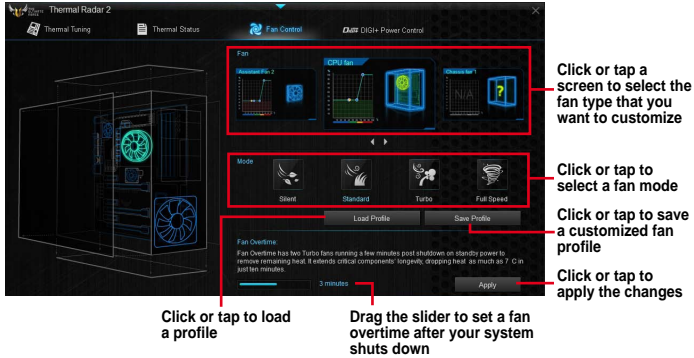 THE ULTIMATE FORCE
Thermal Radar 2
Thermal Tuning
Thermal Status
Fan Control
DIGI+ Power Control
Fan
Assistant Fan 2
CPU fan
Chassis fan 1
N/A
?
Click or tap a
screen to select the
fan type that you
want to customize
Mode
Silent
Standard
Turbo
Full Speed
Click or tap to
select a fan mode
Load Profile
Save Profile
Click or tap to save
a customized fan
profile
Fan Overtime:
Fan Overtime has two Turbo fans running a few minutes post shutdown on standby power to
remove remaining heat. It extends critical components' longevity, dropping heat as much as 7 C in
just ten minutes.
3 minutes
Apply
Click or tap to
apply the changes
Click or tap to load
a profile
Drag the slider to set a fan
overtime after your system
shuts down